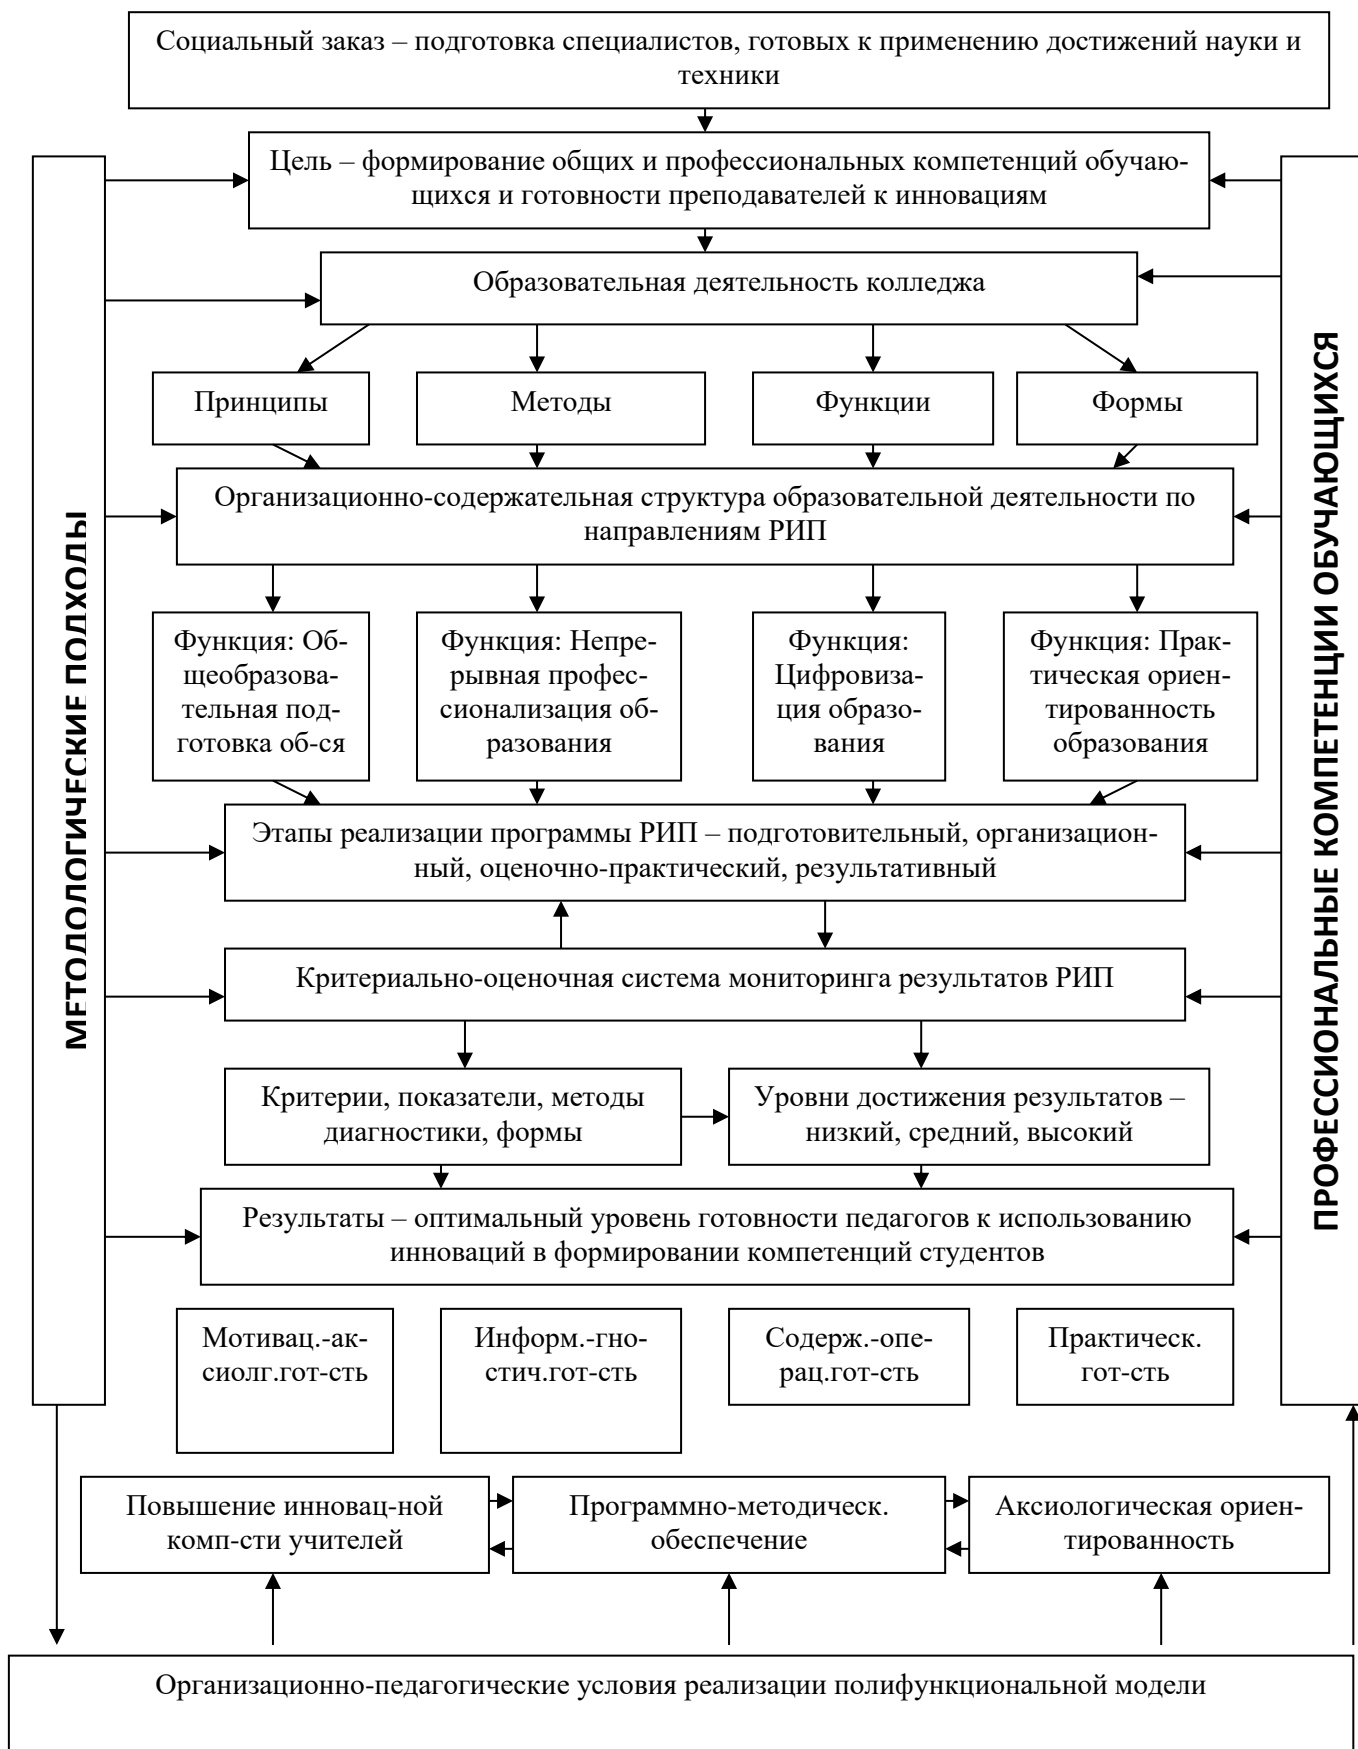 Социальный заказ – подготовка специалистов, готовых к применению достижений науки и
техники
Цель – формирование общих и профессиональных компетенций обучаю-
щихся и готовности преподавателей к инновациям
Образовательная деятельность колледжа
Принципы
Методы
Функции
Формы
Организационно-содержательная структура образовательной деятельности по
направлениям РИП
Функция: Об-
щеобразова-
тельная под-
готовка об-ся
Функция: Непре-
рывная профес-
сионализация об-
разования
Функция:
Цифровиза-
ция образо-
вания
Функция: Прак-
тическая ориен-
тированность
образования
Этапы реализации программы РИП – подготовительный, организацион-
ный, оценочно-практический, результативный
Критериально-оценочная система мониторинга результатов РИП
Критерии, показатели, методы
диагностики, формы
Уровни достижения результатов –
низкий, средний, высокий
Результаты – оптимальный уровень готовности педагогов к использованию
инноваций в формировании компетенций студентов
Мотивац.-ак-
сиолг.гот-сть
Информ.-гно-
стич.гот-сть
Содерж.-опе-
рац.гот-сть
Практическ.
гот-сть
Повышение инновац-ной
комп-сти учителей
Программно-методическ.
обеспечение
Аксиологическая ориен-
тированность
Организационно-педагогические условия реализации полифункциональной модели
МЕТОДОЛОГИЧЕСКИЕ ПОДХОДЫ
ПРОФЕССИОНАЛЬНЫЕ КОМПЕТЕНЦИИ ОБУЧАЮЩИХСЯ